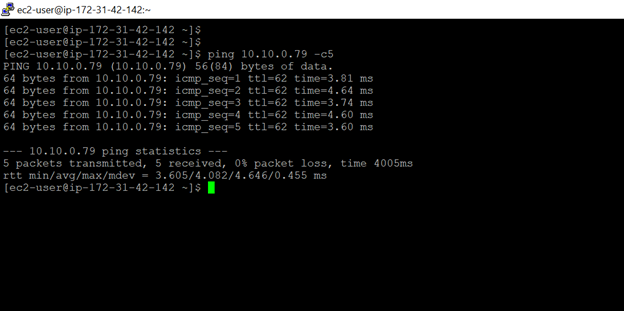 ec2-user@ip-172-31-42-142:~
[ec2-user@ip-172-31-42-142 ~]$
[ec2-user@ip-172-31-42-142 ~]$
[ec2-user@ip-172-31-42-142 ~]$ ping 10.10.0.79 -c5
PING 10.10.0.79 (10.10.0.79) 56(84) bytes of data.
64 bytes from 10.10.0.79: icmp_seq=1 ttl=62 time=3.81 ms
64 bytes from 10.10.0.79: icmp_seq=2 ttl=62 time=4.64 ms
64 bytes from 10.10.0.79: icmp_seq=3 ttl=62 time=3.74 ms
64 bytes from 10.10.0.79: icmp_seq=4 ttl=62 time=4.60 ms
64 bytes from 10.10.0.79: icmp_seq=5 ttl=62 time=3.60 ms
--- 10.10.0.79 ping statistics ---
5 packets transmitted, 5 received, 0% packet loss, time 4005ms
rtt min/avg/max/mdev = 3.605/4.082/4.646/0.455 ms
[ec2-user@ip-172-31-42-142 ~]$